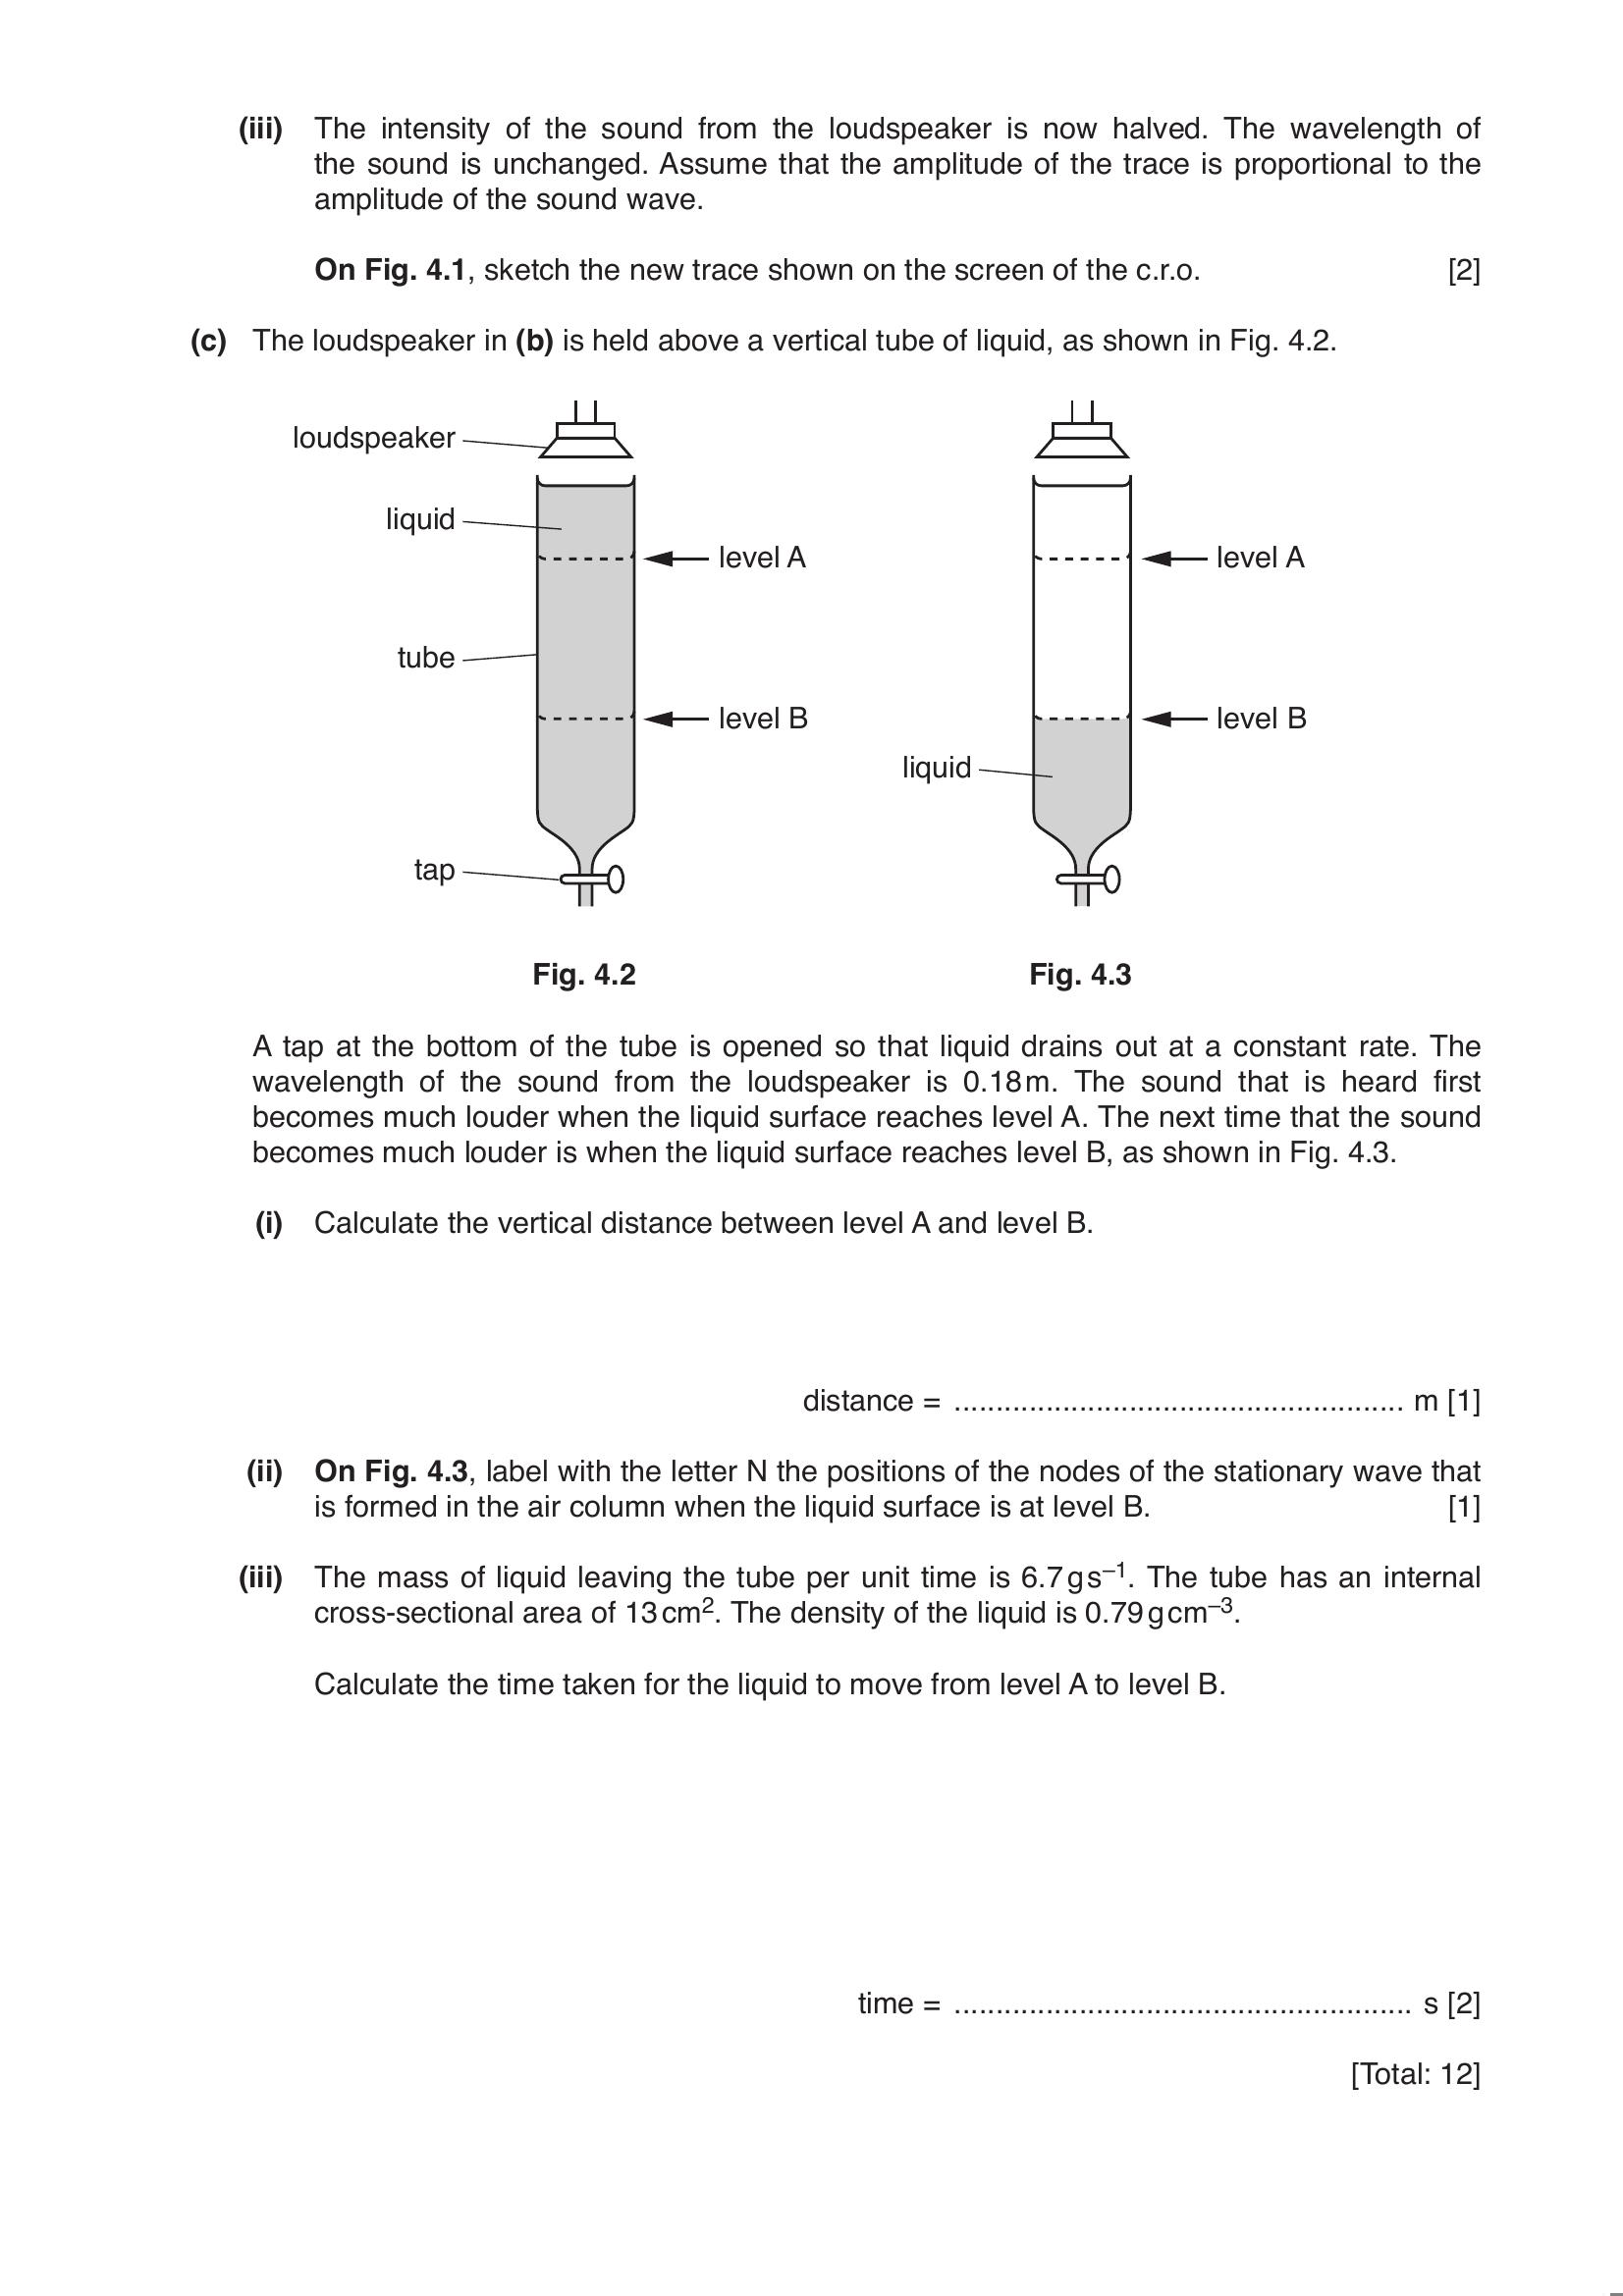 (iii) The intensity of the sound from the loudspeaker is now halved. The wavelength of
the sound is unchanged. Assume that the amplitude of the trace is proportional to the
amplitude of the sound wave.
On Fig. 4.1, sketch the new trace shown on the screen of the c.r.o. [2]
(c) The loudspeaker in (b) is held above a vertical tube of liquid, as shown in Fig. 4.2.
loudspeaker
liquid
level A
level A
tube
level B
level B
liquid
tap
Fig. 4.2
Fig. 4.3
A tap at the bottom of the tube is opened so that liquid drains out at a constant rate. The
wavelength of the sound from the loudspeaker is 0.18 m. The sound that is heard first
becomes much louder when the liquid surface reaches level A. The next time that the sound
becomes much louder is when the liquid surface reaches level B, as shown in Fig. 4.3.
(i) Calculate the vertical distance between level A and level B.
distance = ...................................................... m [1]
(ii) On Fig. 4.3, label with the letter N the positions of the nodes of the stationary wave that
is formed in the air column when the liquid surface is at level B. [1]
(iii) The mass of liquid leaving the tube per unit time is 6.7 g s⁻¹. The tube has an internal
cross-sectional area of 13 cm². The density of the liquid is 0.79 g cm⁻³.
Calculate the time taken for the liquid to move from level A to level B.
time = ....................................................... s [2]
[Total: 12]